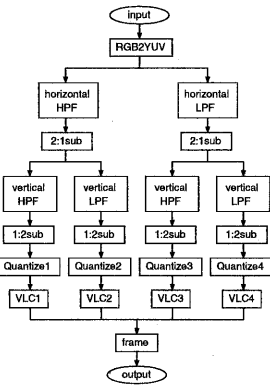 input
RGB2YUV
horizontal HPF
horizontal LPF
2:1sub
2:1sub
vertical HPF
vertical LPF
vertical HPF
vertical LPF
1:2sub
1:2sub
1:2sub
1:2sub
Quantize1
Quantize2
Quantize3
Quantize4
VLC1
VLC2
VLC3
VLC4
frame
output